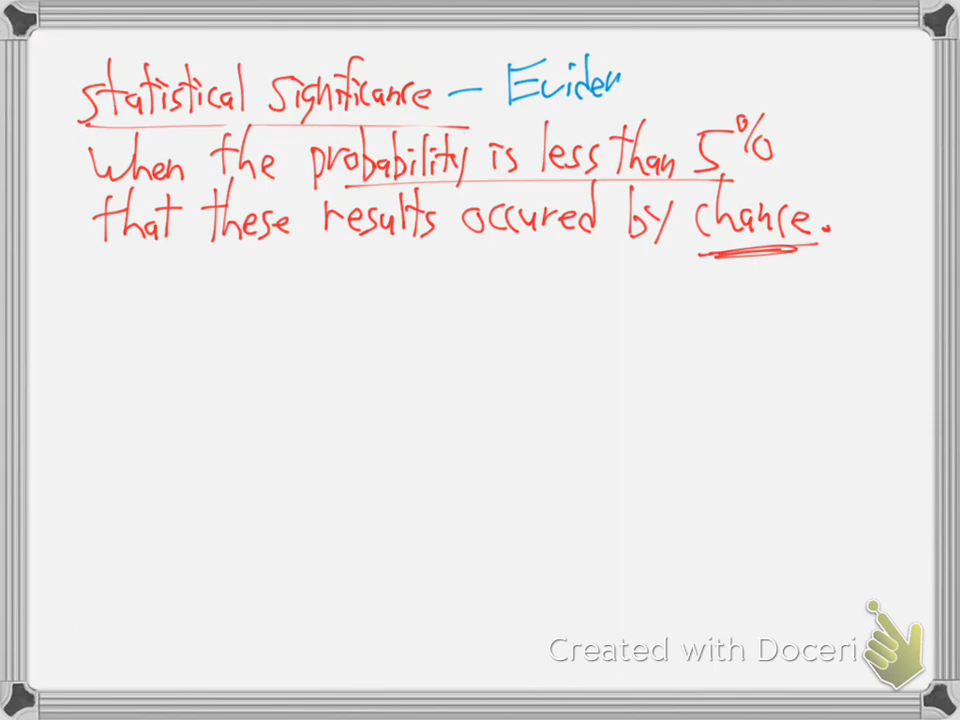 statistical significance - Eviden
when the probability is less than 5%
that these results occured by chance.
Created with Doceri